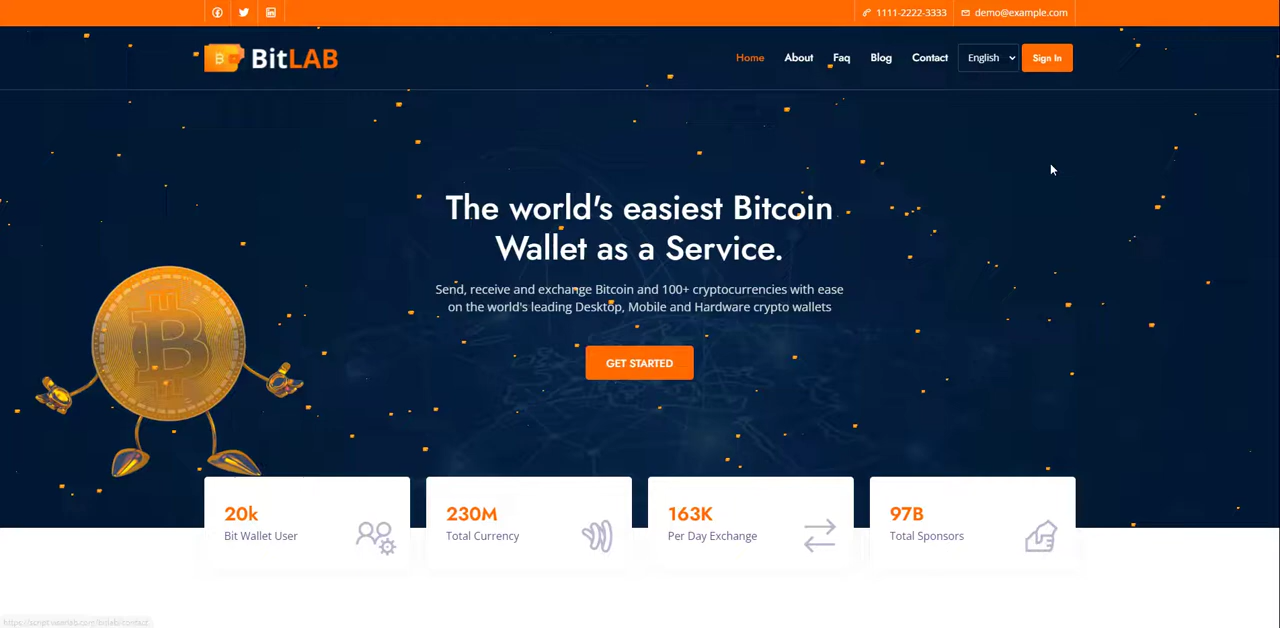 1111-2222-3333
demo@example.com
BitLAB
Home
About
Faq
Blog
Contact
English
Sign In
The world's easiest Bitcoin
Wallet as a Service.
Send, receive and exchange Bitcoin and 100+ cryptocurrencies with ease
on the world's leading Desktop, Mobile and Hardware crypto wallets
GET STARTED
20k
Bit Wallet User
230M
Total Currency
163K
Per Day Exchange
97B
Total Sponsors